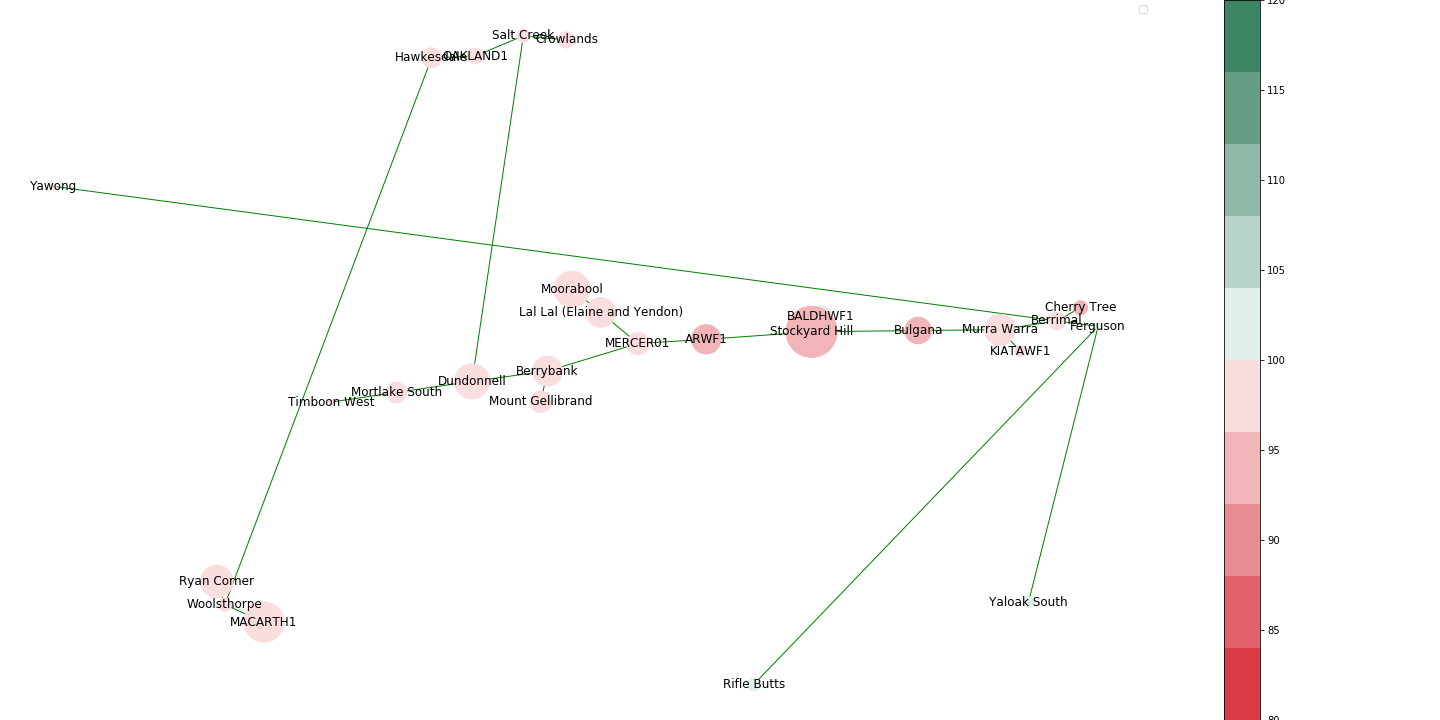 120
Salt Creek
Crowlands
Hawkesdale
OAKLAND1
115
110
Yawong
105
Moorabool
Cherry Tree
Lal Lal (Elaine and Yendon)
BALDHWF1
Berrimal
Ferguson
Stockyard Hill
Bulgana
Murra Warra
ARWF1
MERCER01
KIATAWF1
100
Berrybank
Dundonnell
Mortlake South
Timboon West
Mount Gellibrand
95
90
Ryan Corner
Woolsthorpe
Yaloak South
MACARTH1
85
Rifle Butts
80